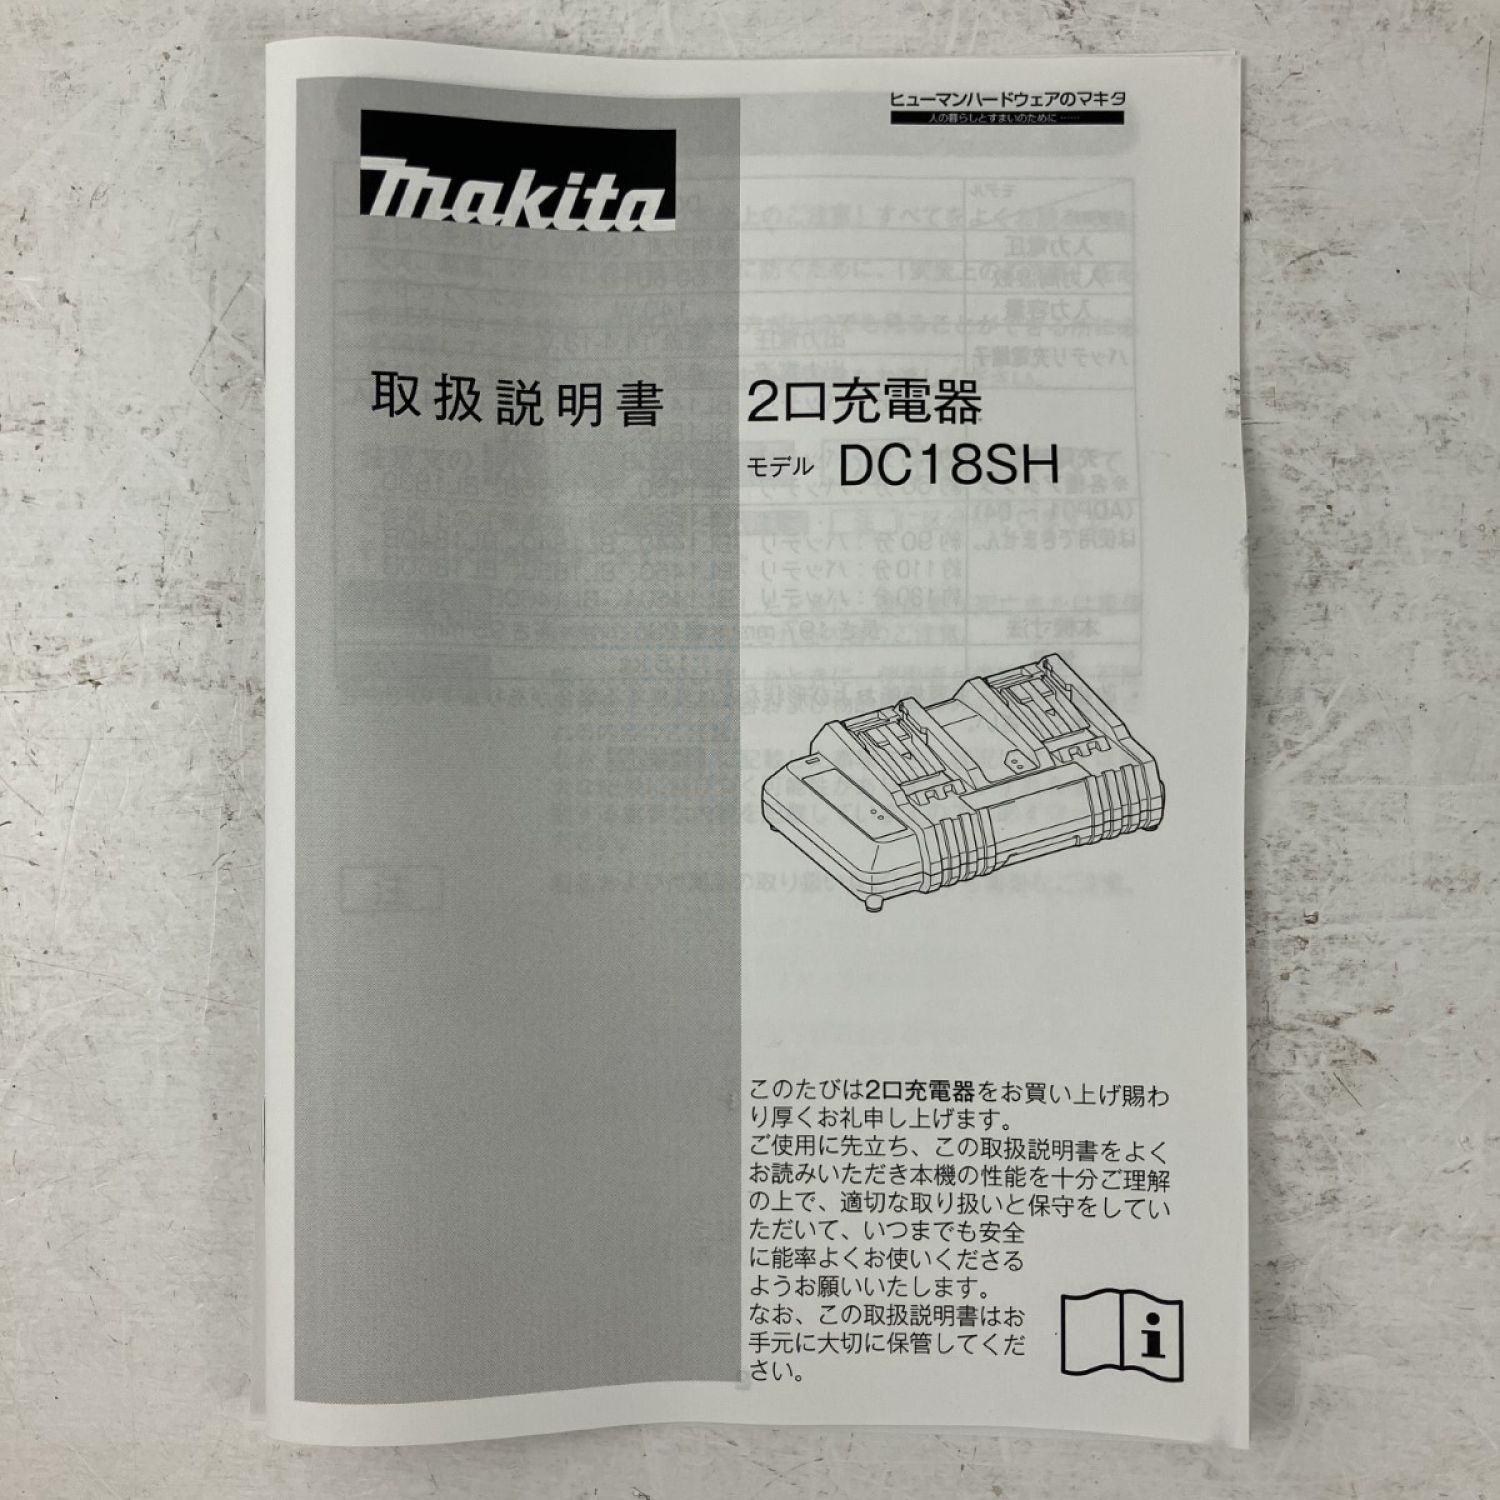 ヒューマンハードウェアのマキタ
人の暮らしとすまいのために……
makita
取扱説明書
2口充電器
モデル DC18SH
このたびは2口充電器をお買い上げ賜わ
り厚くお礼申し上げます。
ご使用に先立ち、この取扱説明書をよく
お読みいただき本機の性能を十分ご理解
の上で、適切な取り扱いと保守をしてい
ただいて、いつまでも安全
に能率よくお使いくださる
ようお願いいたします。
なお、この取扱説明書はお
手元に大切に保管してくだ
さい。
i